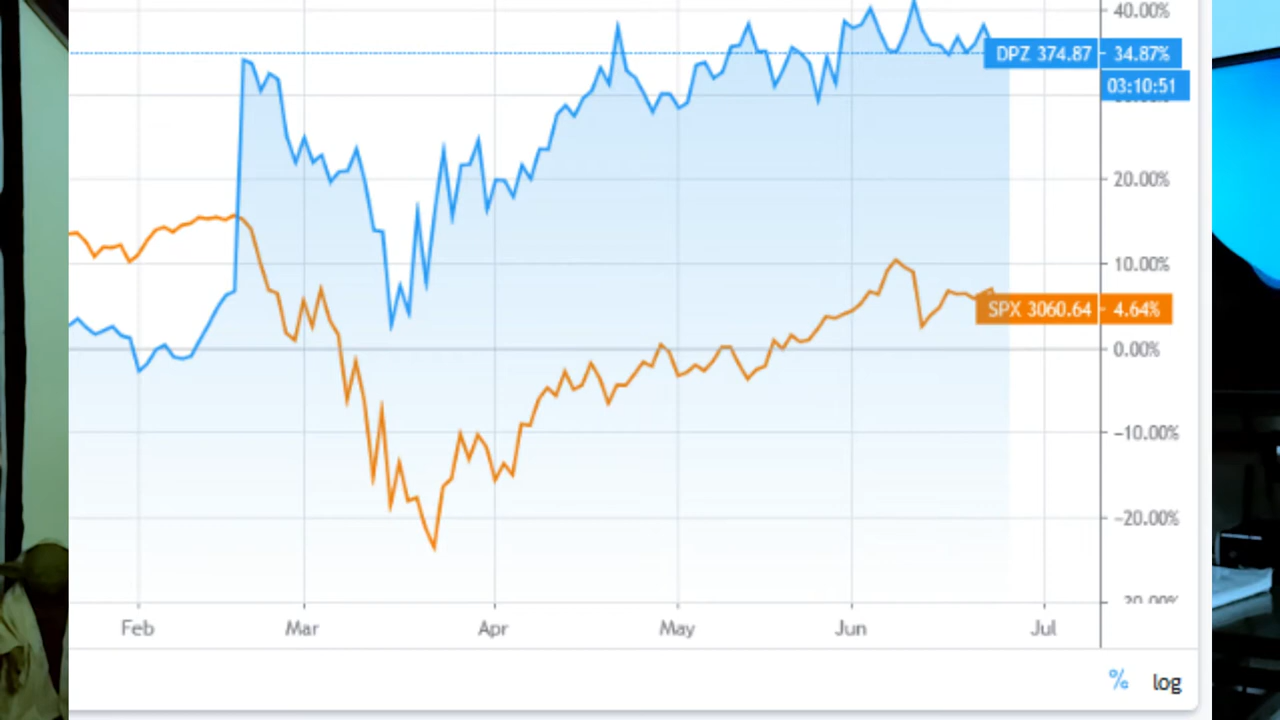 40.00%
DPZ 374.87 34.87%
03:10:51
20.00%
10.00%
SPX 3060.64 4.64%
0.00%
-10.00%
-20.00%
Feb Mar Apr May Jun Jul
% log